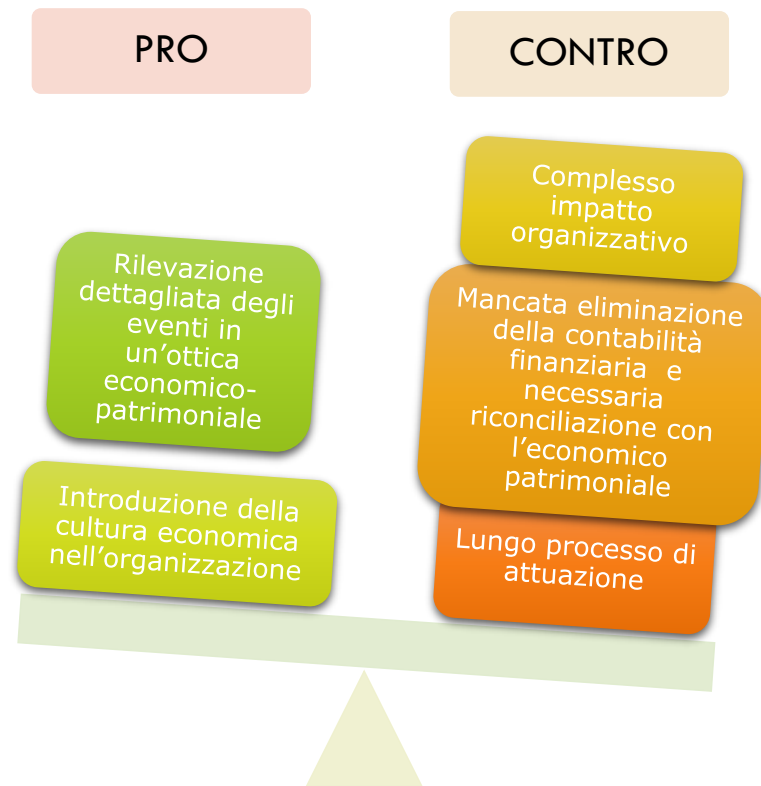 PRO
Rilevazione
dettagliata degli
eventi in
un’ottica
economico-
patrimoniale
Introduzione della
cultura economica
nell’organizzazione
CONTRO
Complesso
impatto
organizzativo
Mancata eliminazione
della contabilità
finanziaria e
necessaria
riconciliazione con
l’economico
patrimoniale
Lungo processo di
attuazione